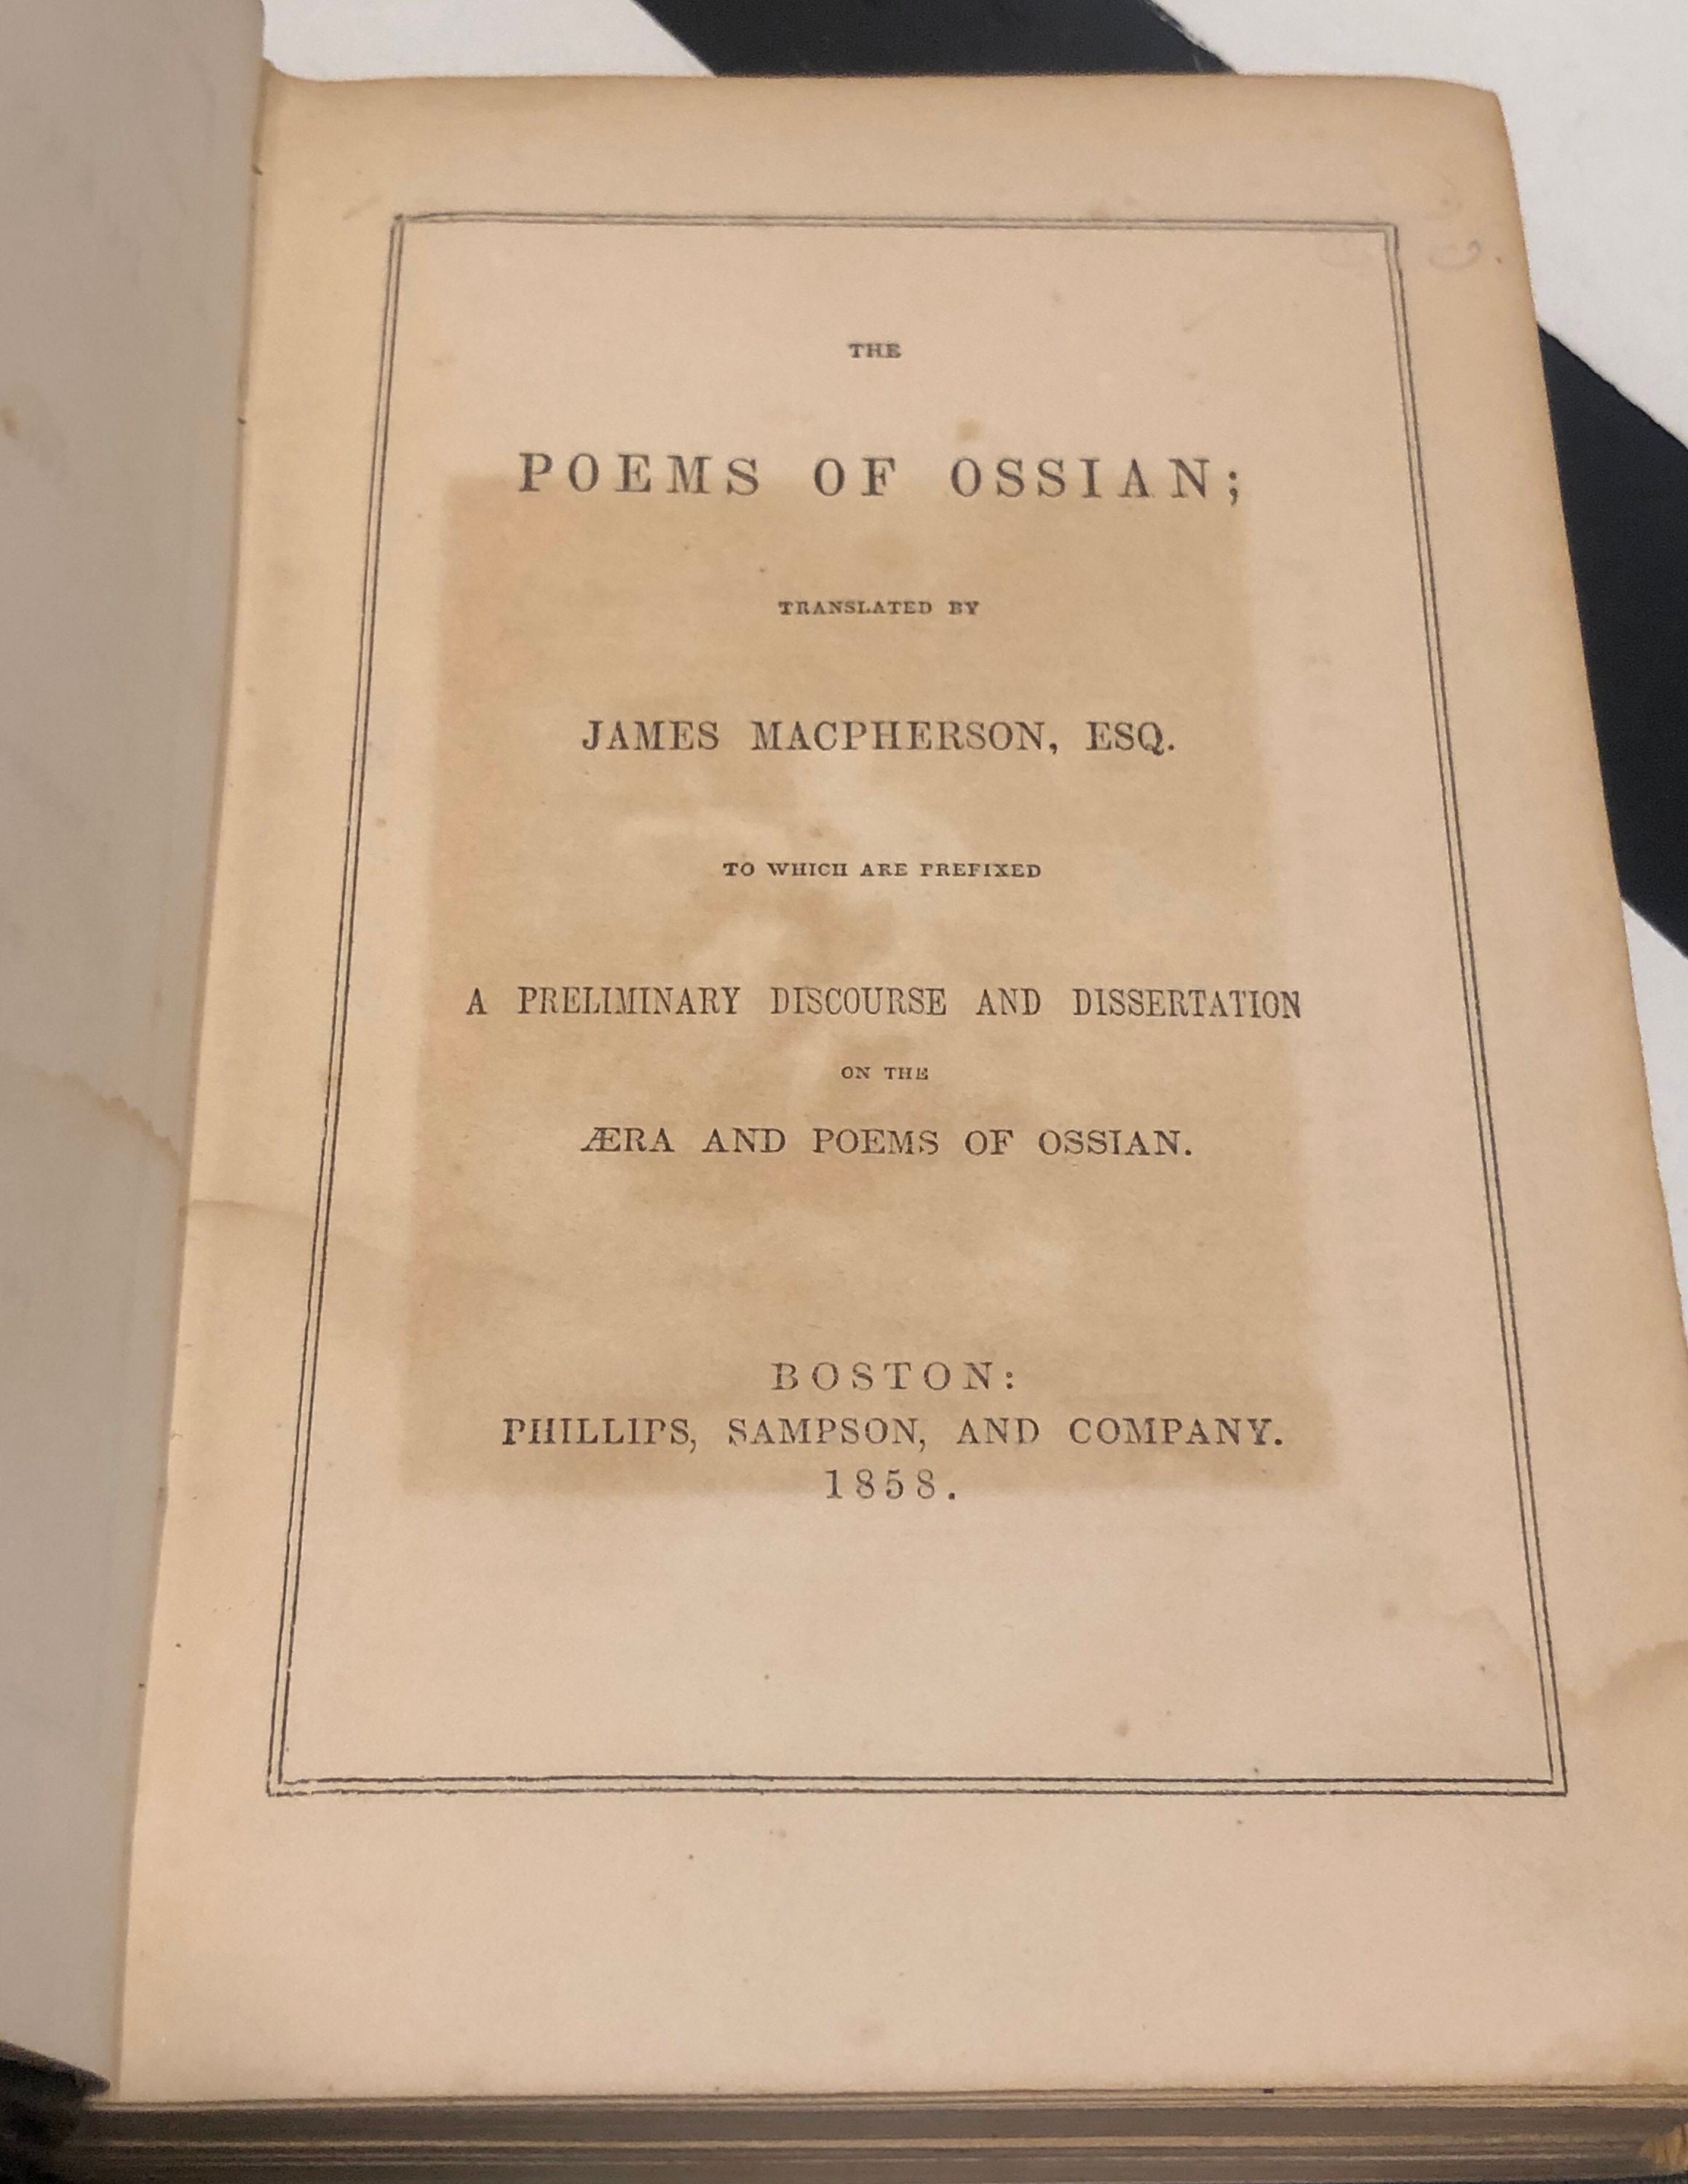 THE
POEMS OF OSSIAN;
TRANSLATED BY
JAMES MACPHERSON, ESQ.
TO WHICH ARE PREFIXED
A PRELIMINARY DISCOURSE AND DISSERTATION
ON THE
ÆRA AND POEMS OF OSSIAN.
BOSTON:
PHILLIPS, SAMPSON, AND COMPANY.
1858.